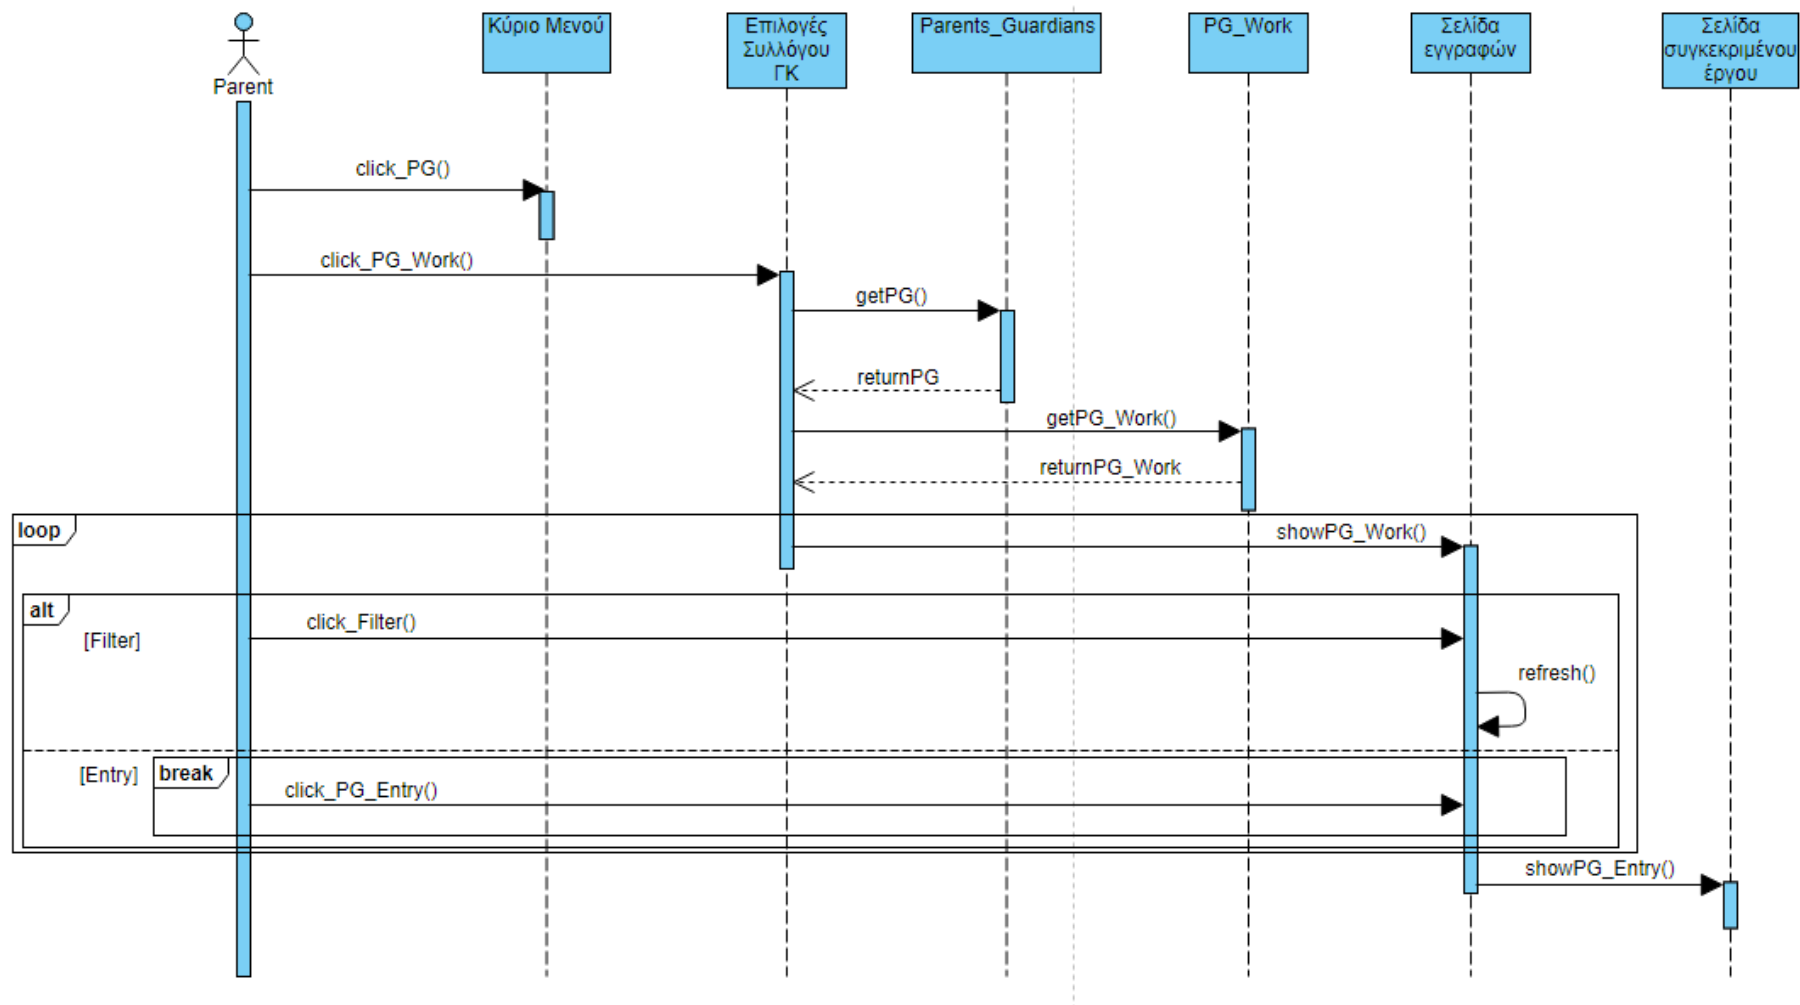 Parent
Κύριο Μενού
Επιλογές
Συλλόγου
ΓΚ
Parents_Guardians
PG_Work
Σελίδα
εγγραφών
Σελίδα
συγκεκριμένου
έργου
click_PG()
click_PG_Work()
getPG()
returnPG
getPG_Work()
returnPG_Work
loop
showPG_Work()
alt
click_Filter()
[Filter]
refresh()
[Entry]
break
click_PG_Entry()
showPG_Entry()